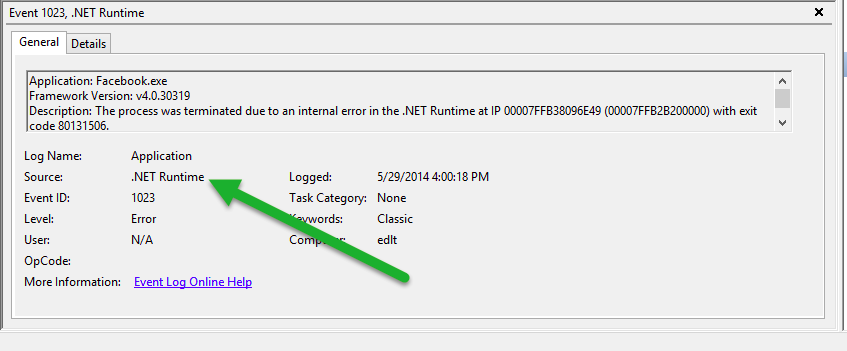 Event 1023, .NET Runtime
General
Details
Application: Facebook.exe
Framework Version: v4.0.30319
Description: The process was terminated due to an internal error in the .NET Runtime at IP 00007FFB38096E49 (00007FFB2B200000) with exit
code 80131506.
Log Name: Application
Source: .NET Runtime Logged: 5/29/2014 4:00:18 PM
Event ID: 1023 Task Category: None
Level: Error Keywords: Classic
User: N/A Computer: edlt
OpCode:
More Information: Event Log Online Help